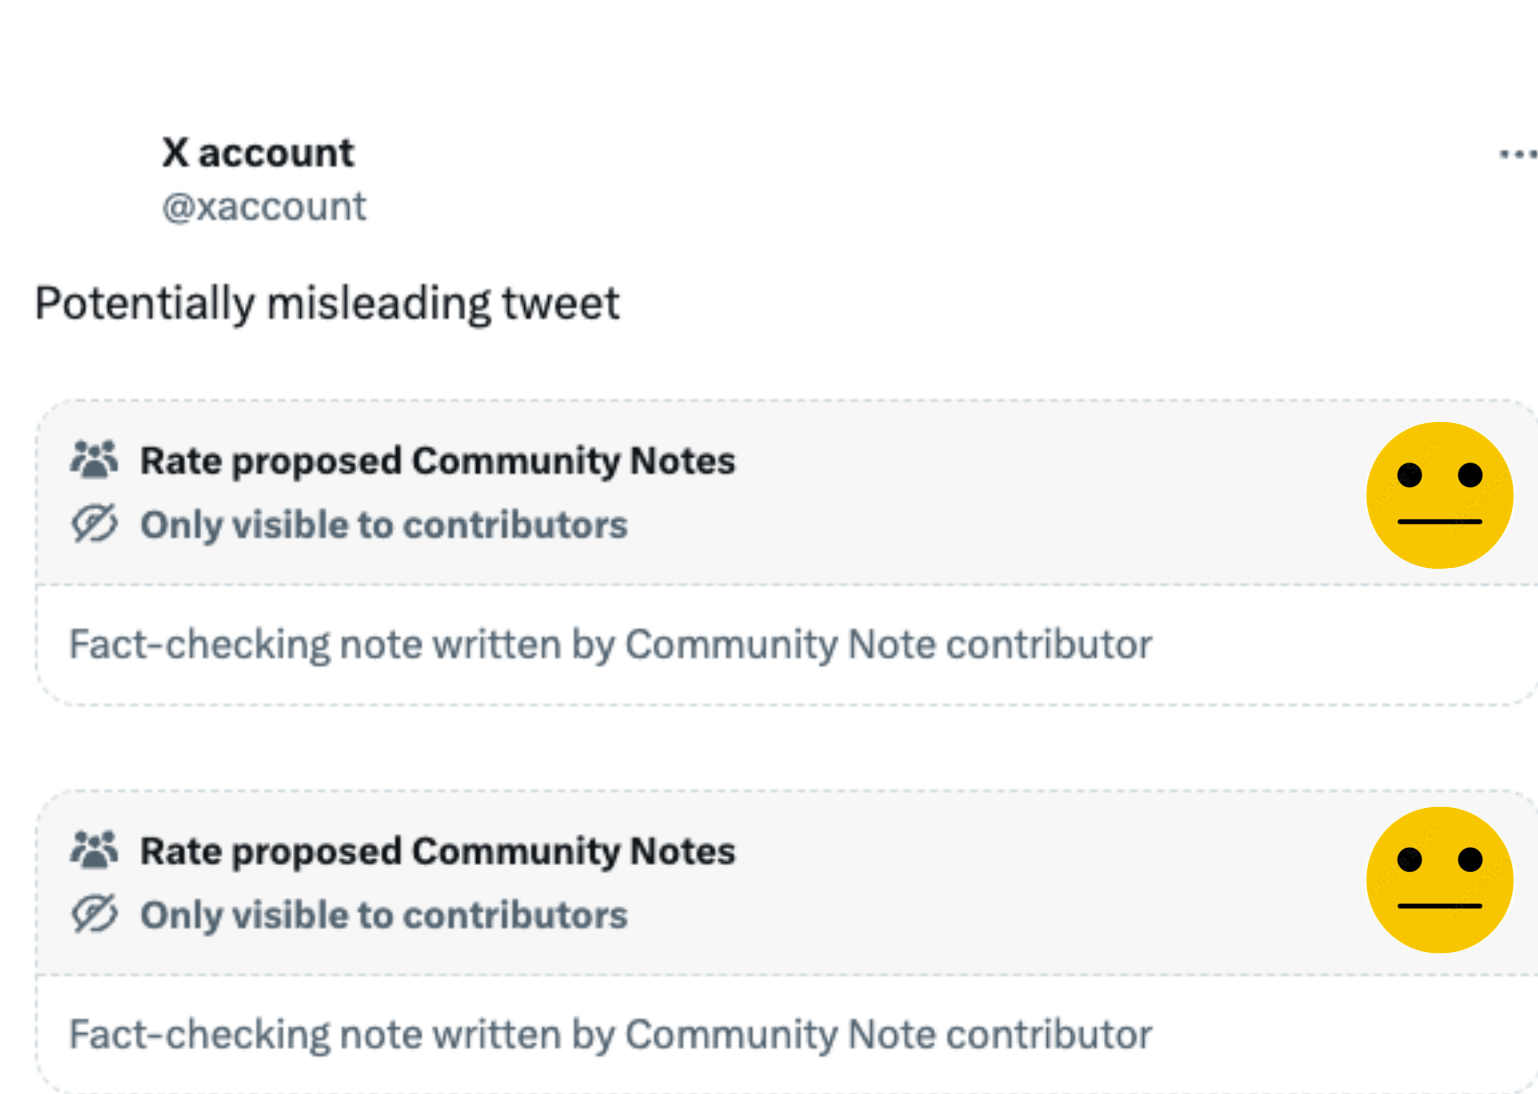 X account
@xaccount
Potentially misleading tweet
Rate proposed Community Notes
Only visible to contributors
Fact-checking note written by Community Note contributor
Rate proposed Community Notes
Only visible to contributors
Fact-checking note written by Community Note contributor